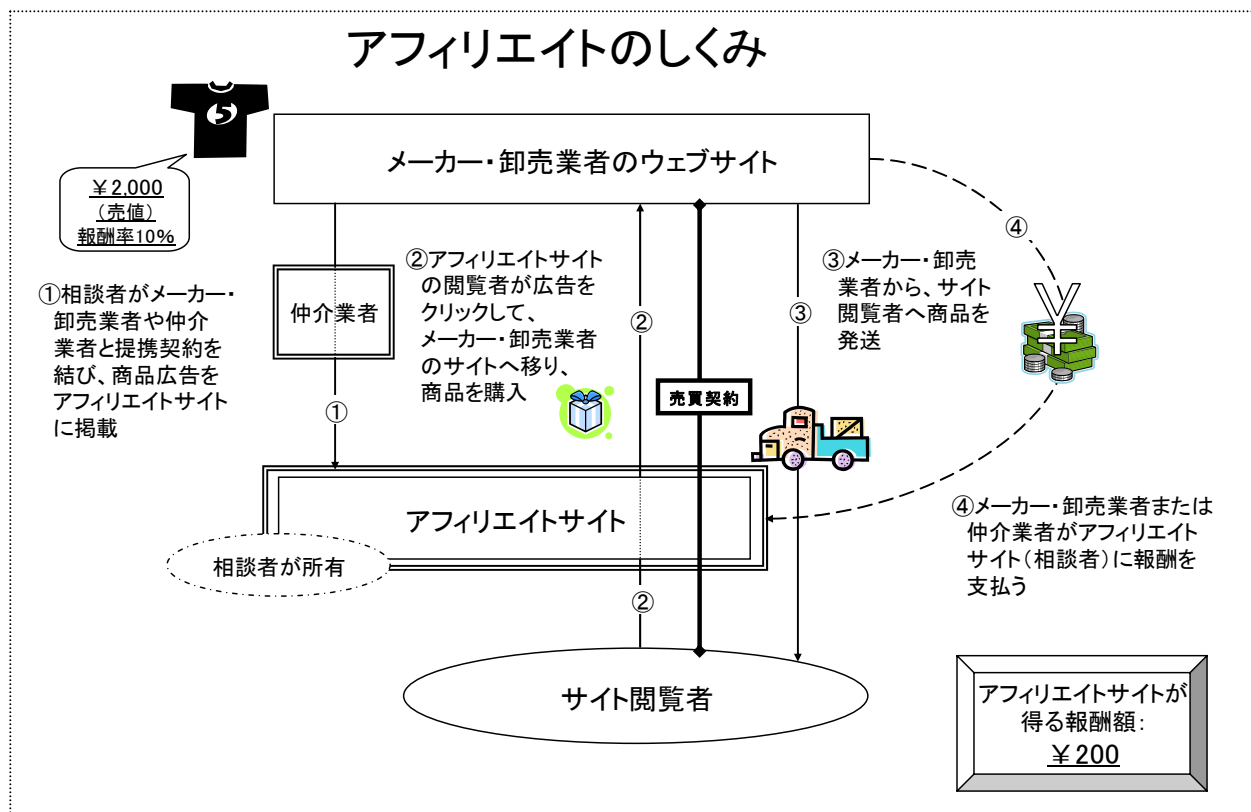 アフィリエイトのしくみ
5
メーカー・卸売業者のウェブサイト
￥2,000
(売値)
報酬率10%
①相談者がメーカー・
卸売業者や仲介
業者と提携契約を
結び、商品広告を
アフィリエイトサイト
に掲載
仲介業者
①
②アフィリエイトサイト
の閲覧者が広告を
クリックして、
メーカー・卸売業者
のサイトへ移り、
商品を購入
②
売買契約
③
③メーカー・卸売
業者から、サイト
閲覧者へ商品を
発送
④
￥
アフィリエイトサイト
相談者が所有
②
④メーカー・卸売業者または
仲介業者がアフィリエイト
サイト(相談者)に報酬を
支払う
サイト閲覧者
アフィリエイトサイトが
得る報酬額:
￥200